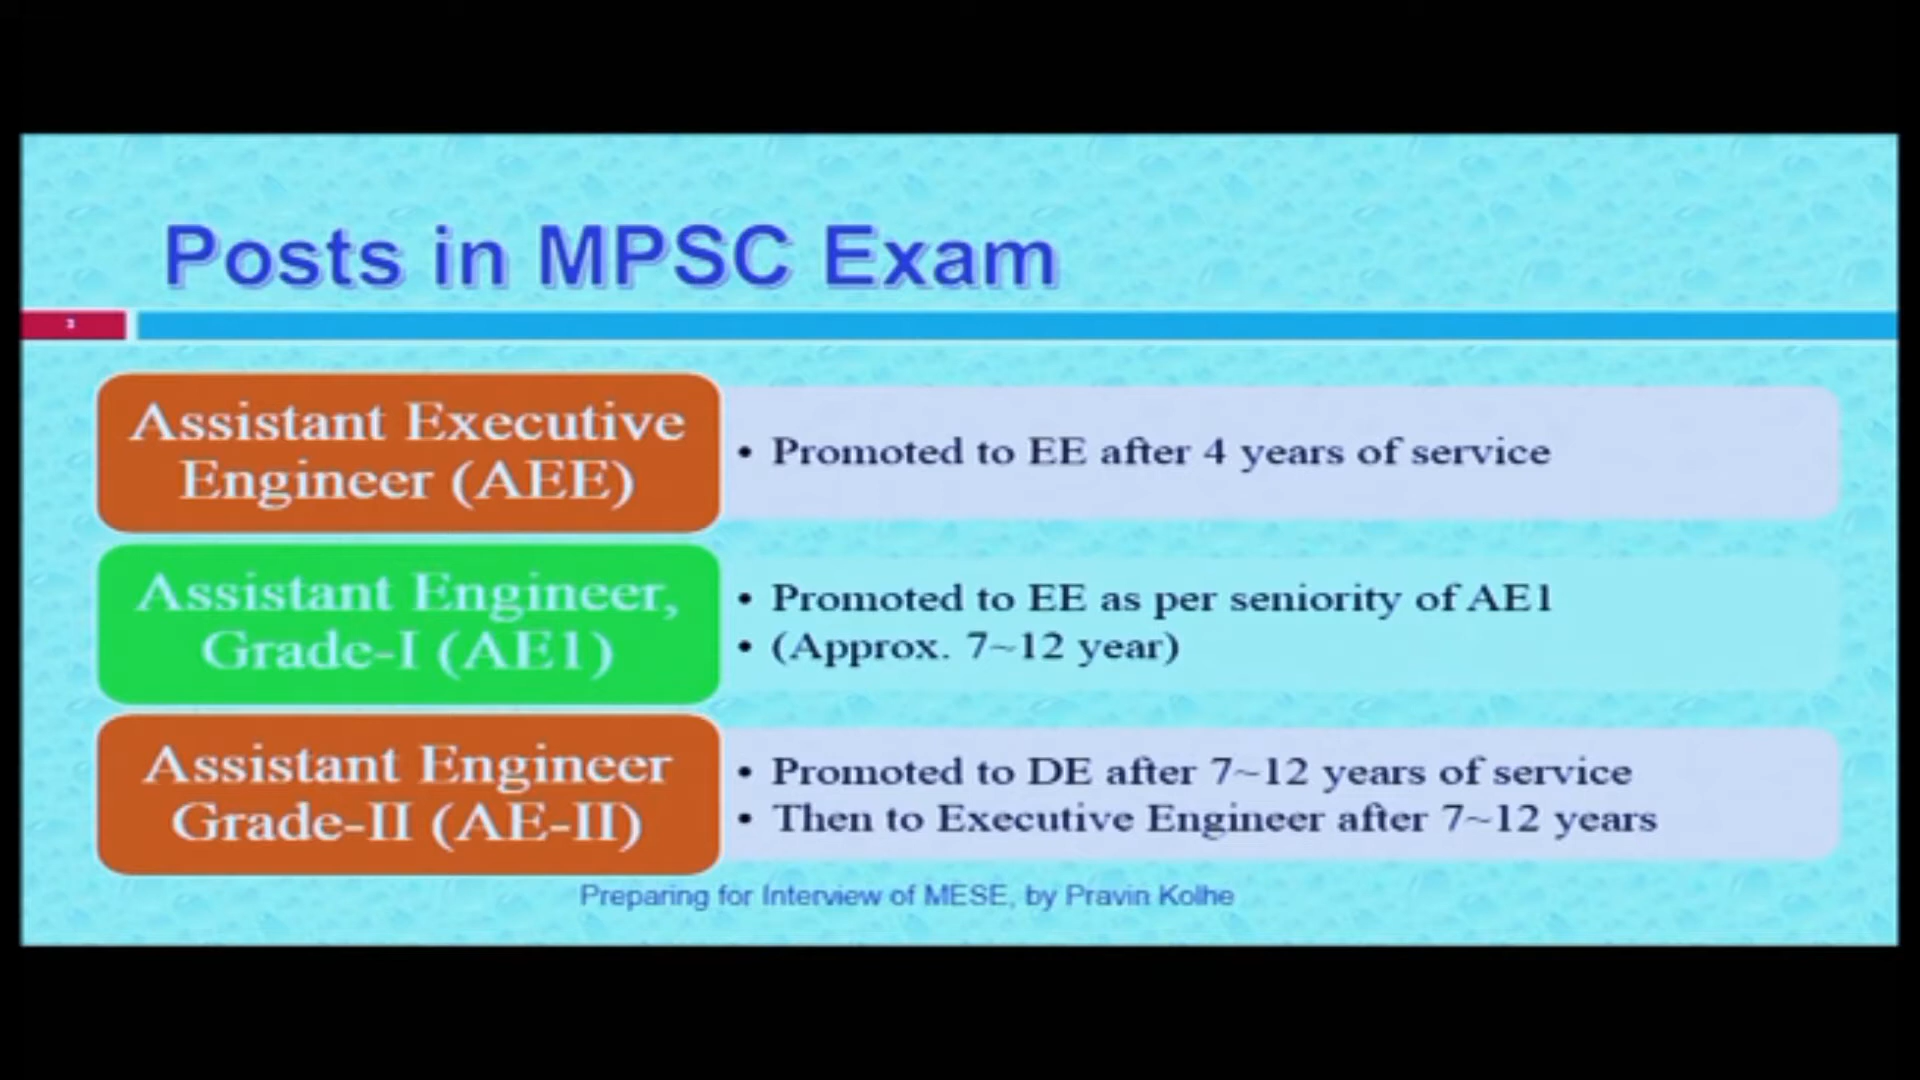 Posts in MPSC Exam
3
Assistant Executive
Engineer (AEE)
• Promoted to EE after 4 years of service
Assistant Engineer,
Grade-I (AE1)
• Promoted to EE as per seniority of AE1
• (Approx. 7~12 year)
Assistant Engineer
Grade-II (AE-II)
• Promoted to DE after 7~12 years of service
• Then to Executive Engineer after 7~12 years
Preparing for Interview of MESE, by Pravin Kolhe